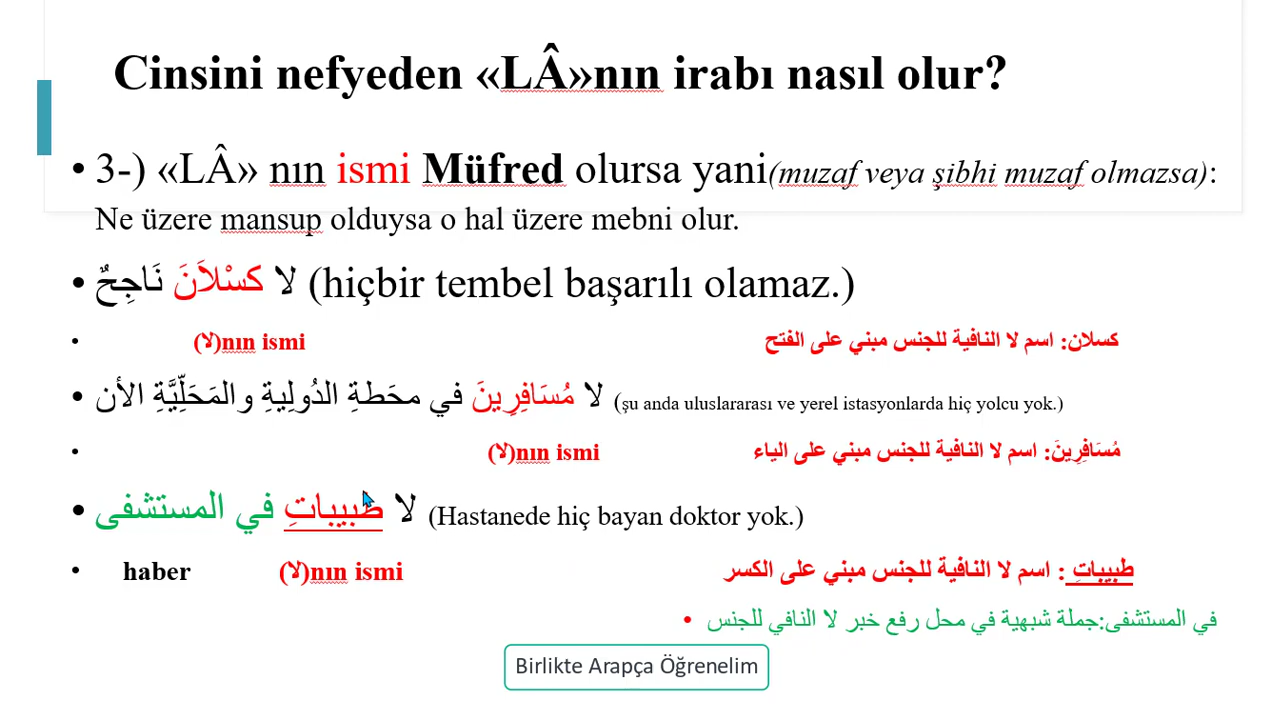 Cinsini nefyeden «LÂ»nın irabı nasıl olur?
• 3-) «LÂ» nın ismi Müfred olursa yani(muzaf veya şibhi muzaf olmazsa):
Ne üzere mansup olduysa o hal üzere mebni olur.
• لا كسْلاَنَ نَاجِحٌ (hiçbir tembel başarılı olamaz.)
• (لا)nın ismi كسلان: اسم لا النافية للجنس مبني على الفتح
• لا مُسَافِرِينَ في محَطةِ الدُولِيةِ والمَحَلِّيَّةِ الأن (şu anda uluslararası ve yerel istasyonlarda hiç yolcu yok.)
• (لا)nın ismi مُسَافِرِينَ: اسم لا النافية للجنس مبني على الياء
• لا طبيباتِ في المستشفى (Hastanede hiç bayan doktor yok.)
• haber (لا)nın ismi طبيباتِ : اسم لا النافية للجنس مبني على الكسر
• في المستشفى:جملة شبهية في محل رفع خبر لا النافي للجنس
Birlikte Arapça Öğrenelim